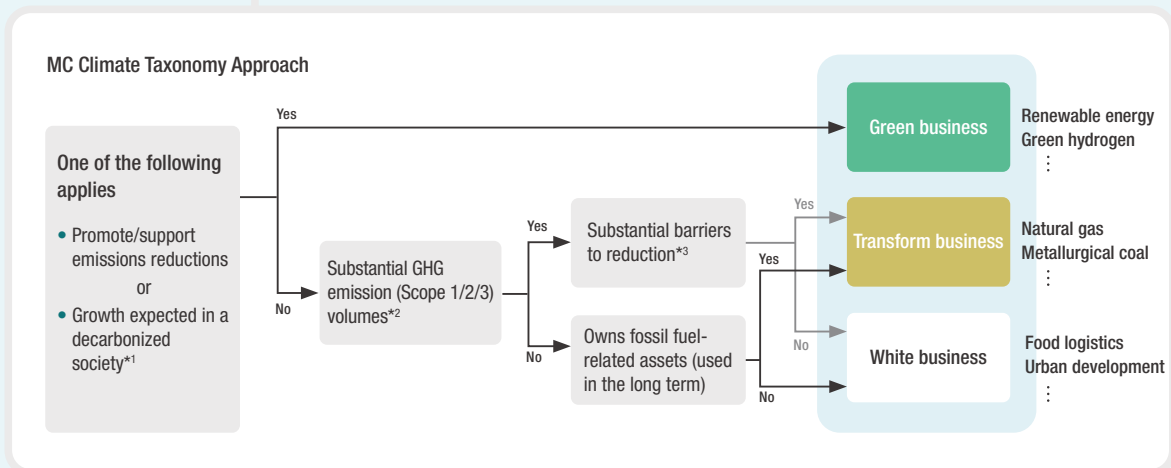 MC Climate Taxonomy Approach
One of the following
applies
• Promote/support
emissions reductions
or
• Growth expected in a
decarbonized
society*1
Yes
No
Substantial GHG
emission (Scope 1/2/3)
volumes*2
Yes
No
Substantial barriers
to reduction*3
Owns fossil fuel-
related assets (used
in the long term)
Yes
No
Yes
No
Green business
Renewable energy
Green hydrogen
⋮
Transform business
Natural gas
Metallurgical coal
⋮
White business
Food logistics
Urban development
⋮